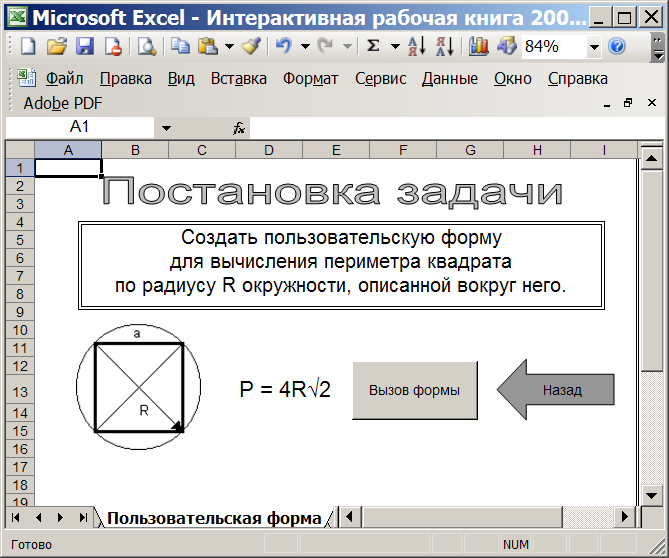 Microsoft Excel - Интерактивная рабочая книга 200...
Σ 84%
Файл Правка Вид Вставка Формат Сервис Данные Окно Справка
Adobe PDF
A1 fx
A B C D E F G H I
1
2
3
4
5
6
7
8
9
10
11
12
13
14
15
16
17
18
19
Постановка задачи
Создать пользовательскую форму
для вычисления периметра квадрата
по радиусу R окружности, описанной вокруг него.
a
R
P = 4R√2
Вызов формы
Назад
Пользовательская форма
Готово NUM